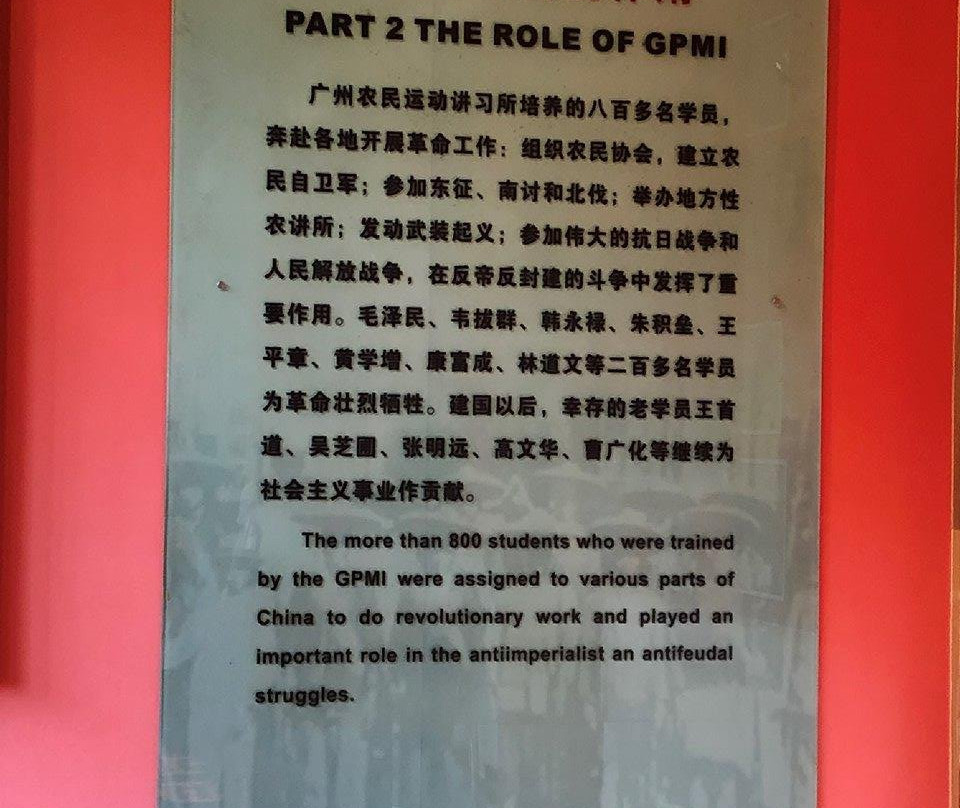 PART 2 THE ROLE OF GPMI
广州农民运动讲习所培养的八百多名学员，
奔赴各地开展革命工作：组织农民协会，建立农
民自卫军；参加东征、南讨和北伐；举办地方性
农讲所；发动武装起义；参加伟大的抗日战争和
人民解放战争，在反帝反封建的斗争中发挥了重
要作用。毛泽民、韦拔群、韩永禄、朱积垒、王
平章、黄学增、康富成、林道文等二百多名学员
为革命壮烈牺牲。建国以后，幸存的老学员王首
道、吴芝圃、张明远、高文华、曹广化等继续为
社会主义事业作贡献。
The more than 800 students who were trained
by the GPMI were assigned to various parts of
China to do revolutionary work and played an
important role in the antiimperialist an antifeudal
struggles.